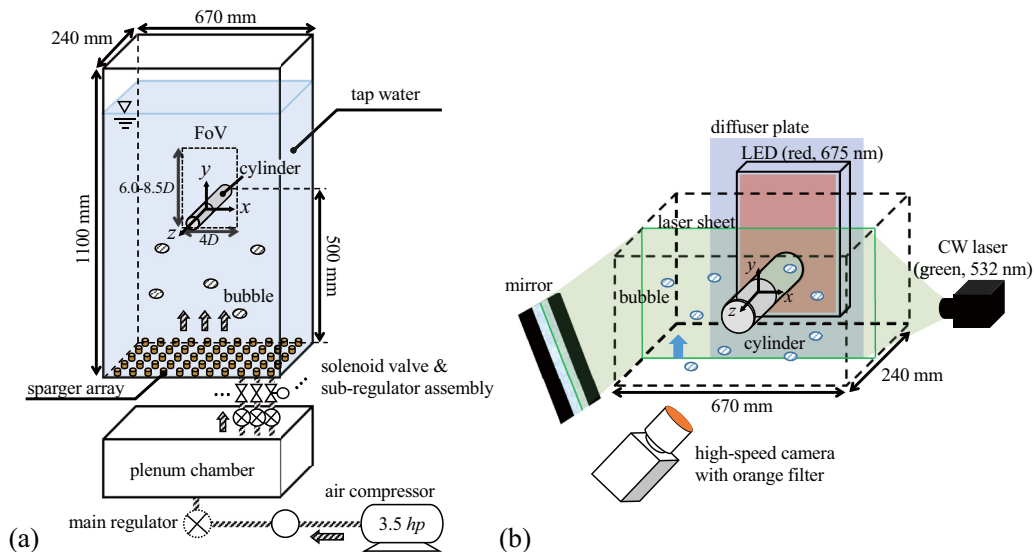 670 mm
240 mm
tap water
FoV
cylinder
y
6.0-8.5D
x
z
4D
1100 mm
500 mm
bubble
solenoid valve &
sub-regulator assembly
sparger array
plenum chamber
air compressor
main regulator
3.5 hp
(a)
diffuser plate
LED (red, 675 nm)
laser sheet
CW laser
(green, 532 nm)
mirror
bubble
y
x
z
cylinder
240 mm
670 mm
high-speed camera
with orange filter
(b)